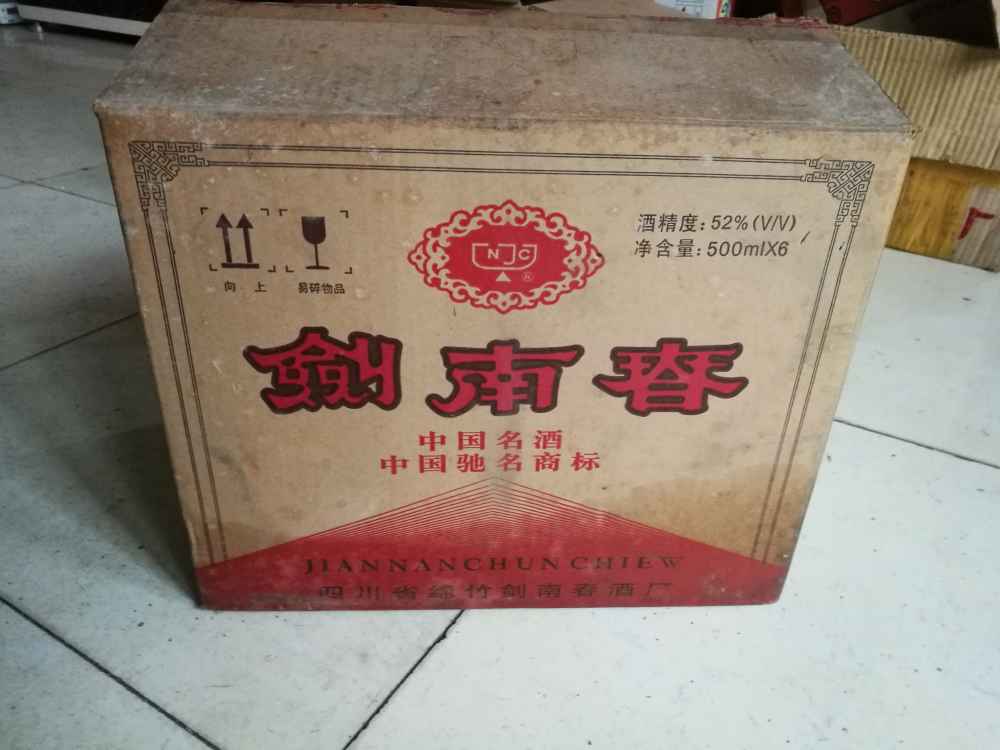 酒精度: 52% (V/V)
净含量: 500mlX6
NJC
®
向 上
易碎物品
劍南春
中国名酒
中国驰名商标
JIANNANCHUN CHIEW
四川省绵竹剑南春酒厂